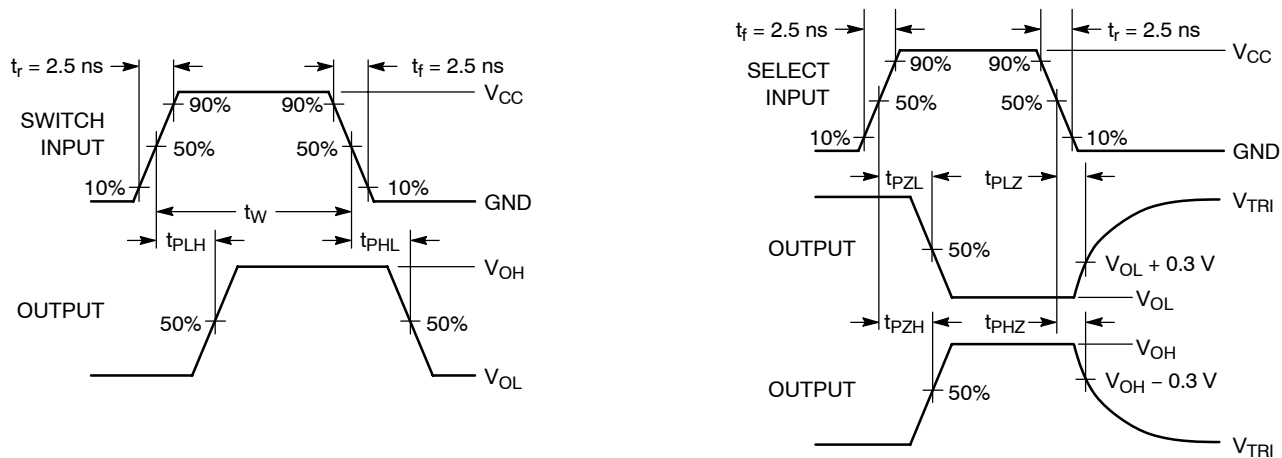 t_r = 2.5 ns
t_f = 2.5 ns
SWITCH
INPUT
90%
90%
V_CC
50%
50%
10%
10%
GND
t_W
t_PLH
t_PHL
OUTPUT
V_OH
50%
50%
V_OL
t_f = 2.5 ns
t_r = 2.5 ns
SELECT
INPUT
90%
90%
V_CC
50%
50%
10%
10%
GND
t_PZL
t_PLZ
V_TRI
OUTPUT
50%
V_OL + 0.3 V
V_OL
t_PZH
t_PHZ
V_OH
OUTPUT
50%
V_OH – 0.3 V
V_TRI